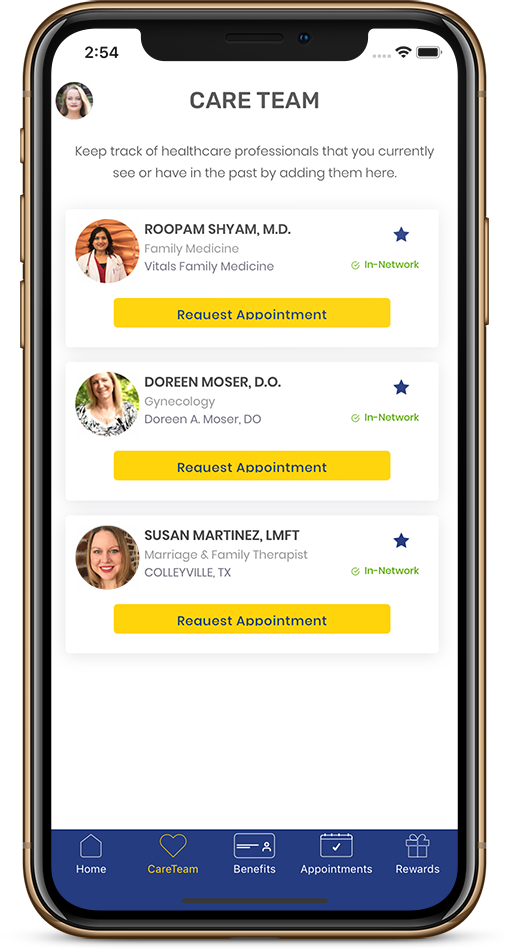 2:54
CARE TEAM
Keep track of healthcare professionals that you currently
see or have in the past by adding them here.
ROOPAM SHYAM, M.D.
Family Medicine
Vitals Family Medicine
In-Network
Request Appointment
DOREEN MOSER, D.O.
Gynecology
Doreen A. Moser, DO
In-Network
Request Appointment
SUSAN MARTINEZ, LMFT
Marriage & Family Therapist
COLLEYVILLE, TX
In-Network
Request Appointment
Home CareTeam Benefits Appointments Rewards